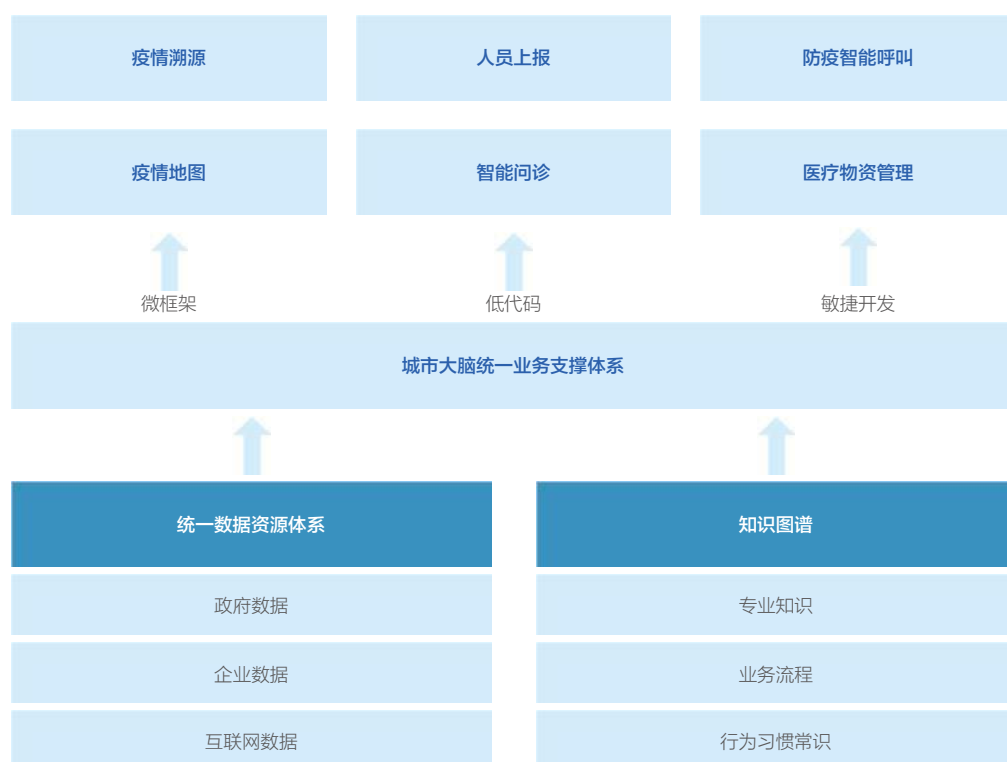 疫情溯源
人员上报
防疫智能呼叫
疫情地图
智能问诊
医疗物资管理
微框架
低代码
敏捷开发
城市大脑统一业务支撑体系
统一数据资源体系
知识图谱
政府数据
专业知识
企业数据
业务流程
互联网数据
行为习惯常识